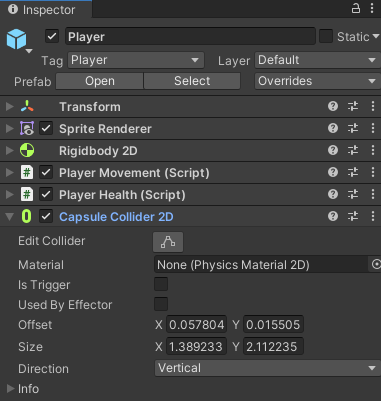 Inspector
Player
Static
Tag Player Layer Default
Prefab Open Select Overrides
Transform
Sprite Renderer
Rigidbody 2D
# Player Movement (Script)
# Player Health (Script)
Capsule Collider 2D
Edit Collider
Material None (Physics Material 2D)
Is Trigger
Used By Effector
Offset X 0.057804 Y 0.015505
Size X 1.389233 Y 2.112235
Direction Vertical
Info